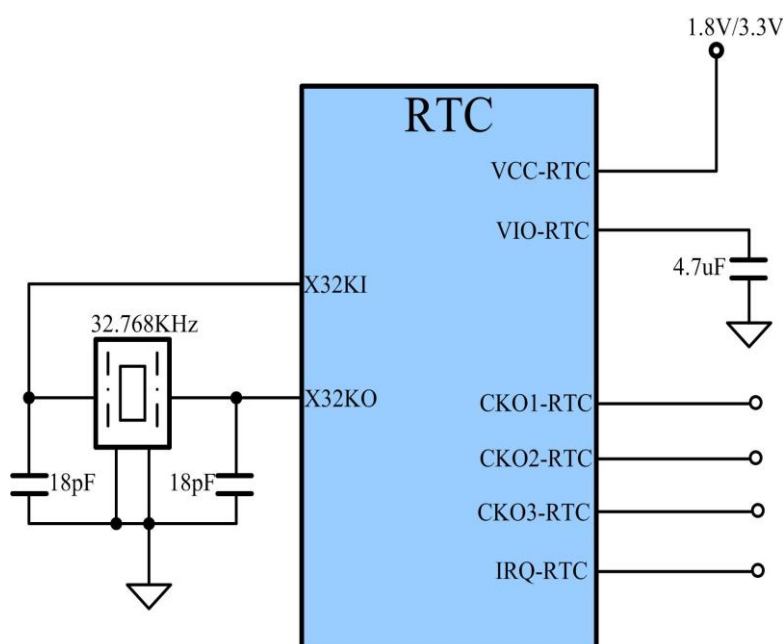 1.8V/3.3V
RTC
VCC-RTC
VIO-RTC
4.7uF
X32KI
32.768KHz
X32KO
CKO1-RTC
18pF
18pF
CKO2-RTC
CKO3-RTC
IRQ-RTC